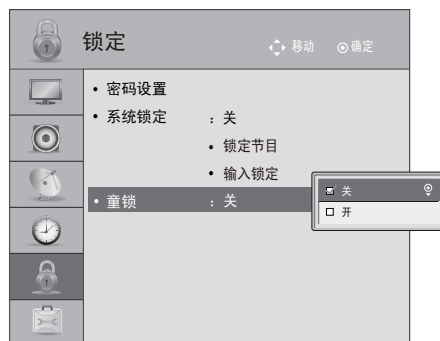 锁定 移动 确定
• 密码设置
• 系统锁定 : 关
• 锁定节目
• 输入锁定
• 童锁 : 关
关
开